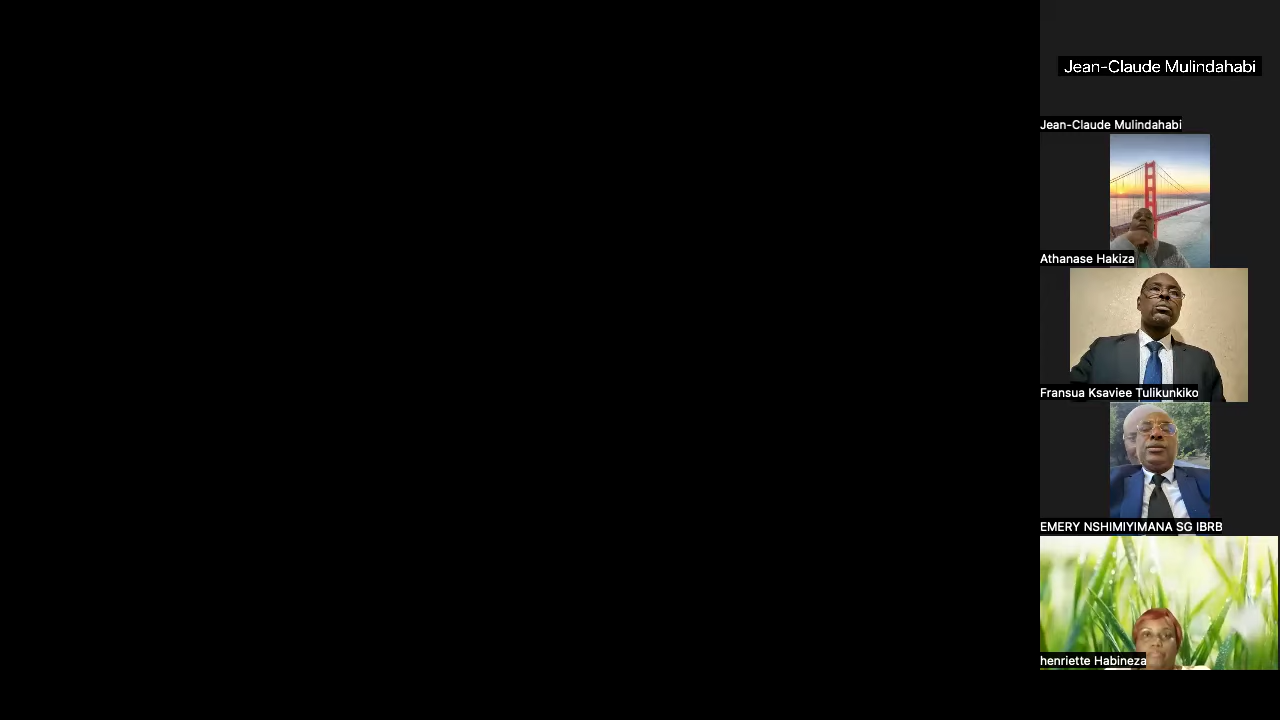 Jean-Claude Mulindahabi
Jean-Claude Mulindahabi
Athanase Hakiza
Fransua Ksaviee Tulikunkiko
EMERY NSHIMIYIMANA SG IBRB
henriette Habineza